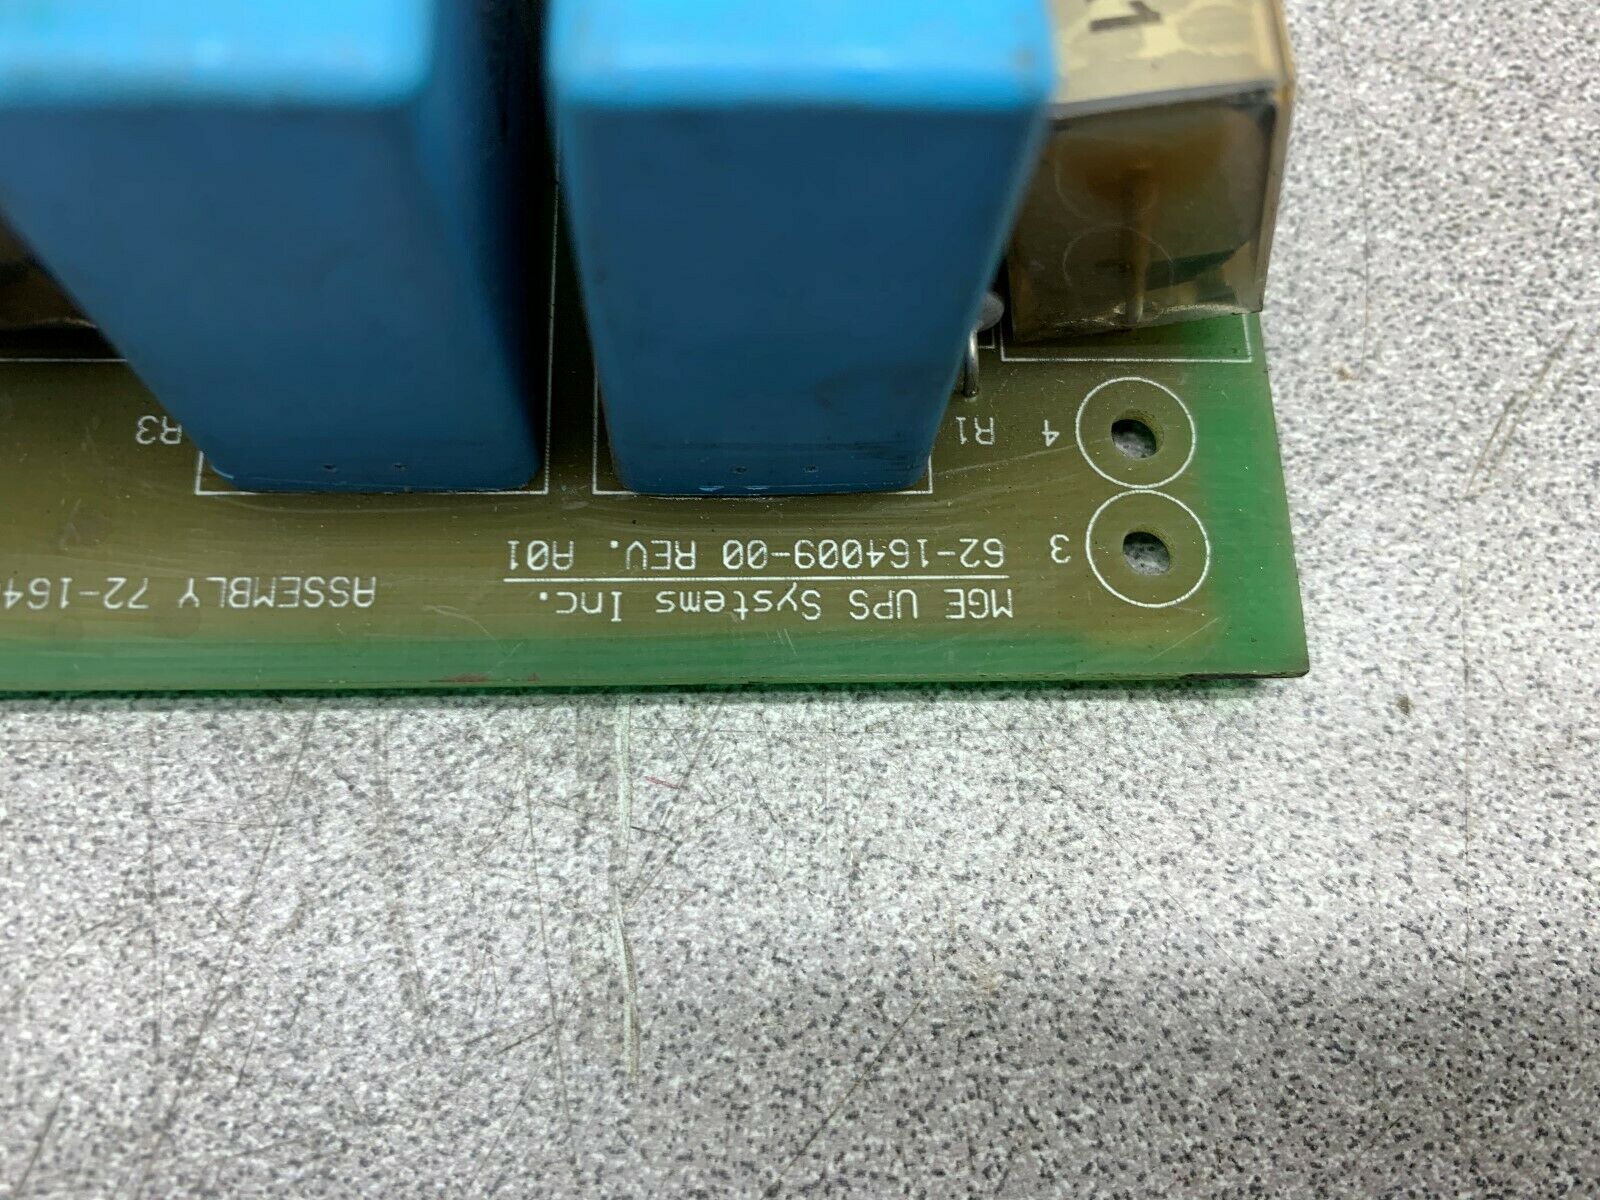 MGE UPS Systems Inc.
62-164009-00 REV. A01
ASSEMBLY 72-164
3
4
R1
R3